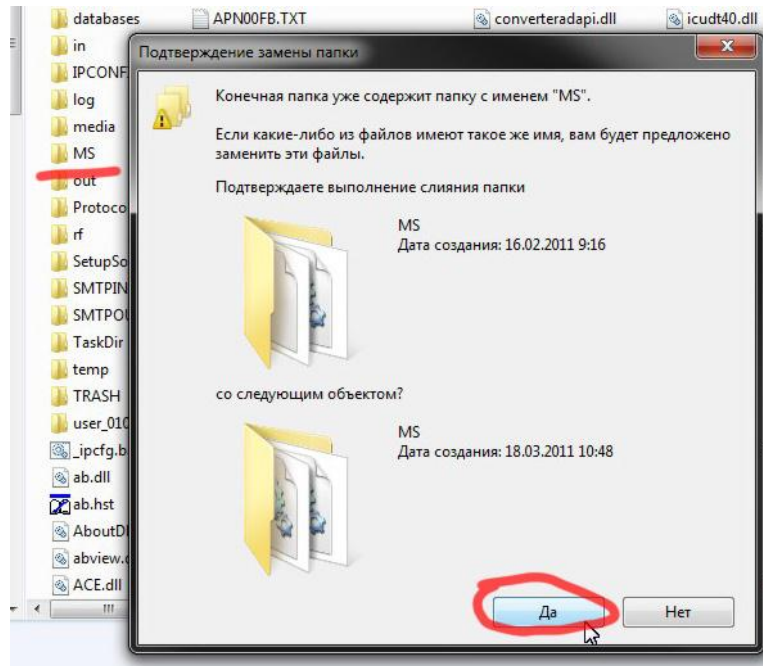 databases
APN00FB.TXT
converteradapi.dll
icudt40.dll
in
IPCONF
log
media
MS
out
Protoco
rf
SetupSo
SMTPIN
SMTPOU
TaskDir
temp
TRASH
user_010
_ipcfg.b
ab.dll
ab.hst
AboutD
abview.
ACE.dll
Подтверждение замены папки
Конечная папка уже содержит папку с именем "MS".
Если какие-либо из файлов имеют такое же имя, вам будет предложено
заменить эти файлы.
Подтверждаете выполнение слияния папки
MS
Дата создания: 16.02.2011 9:16
со следующим объектом?
MS
Дата создания: 18.03.2011 10:48
Да
Нет